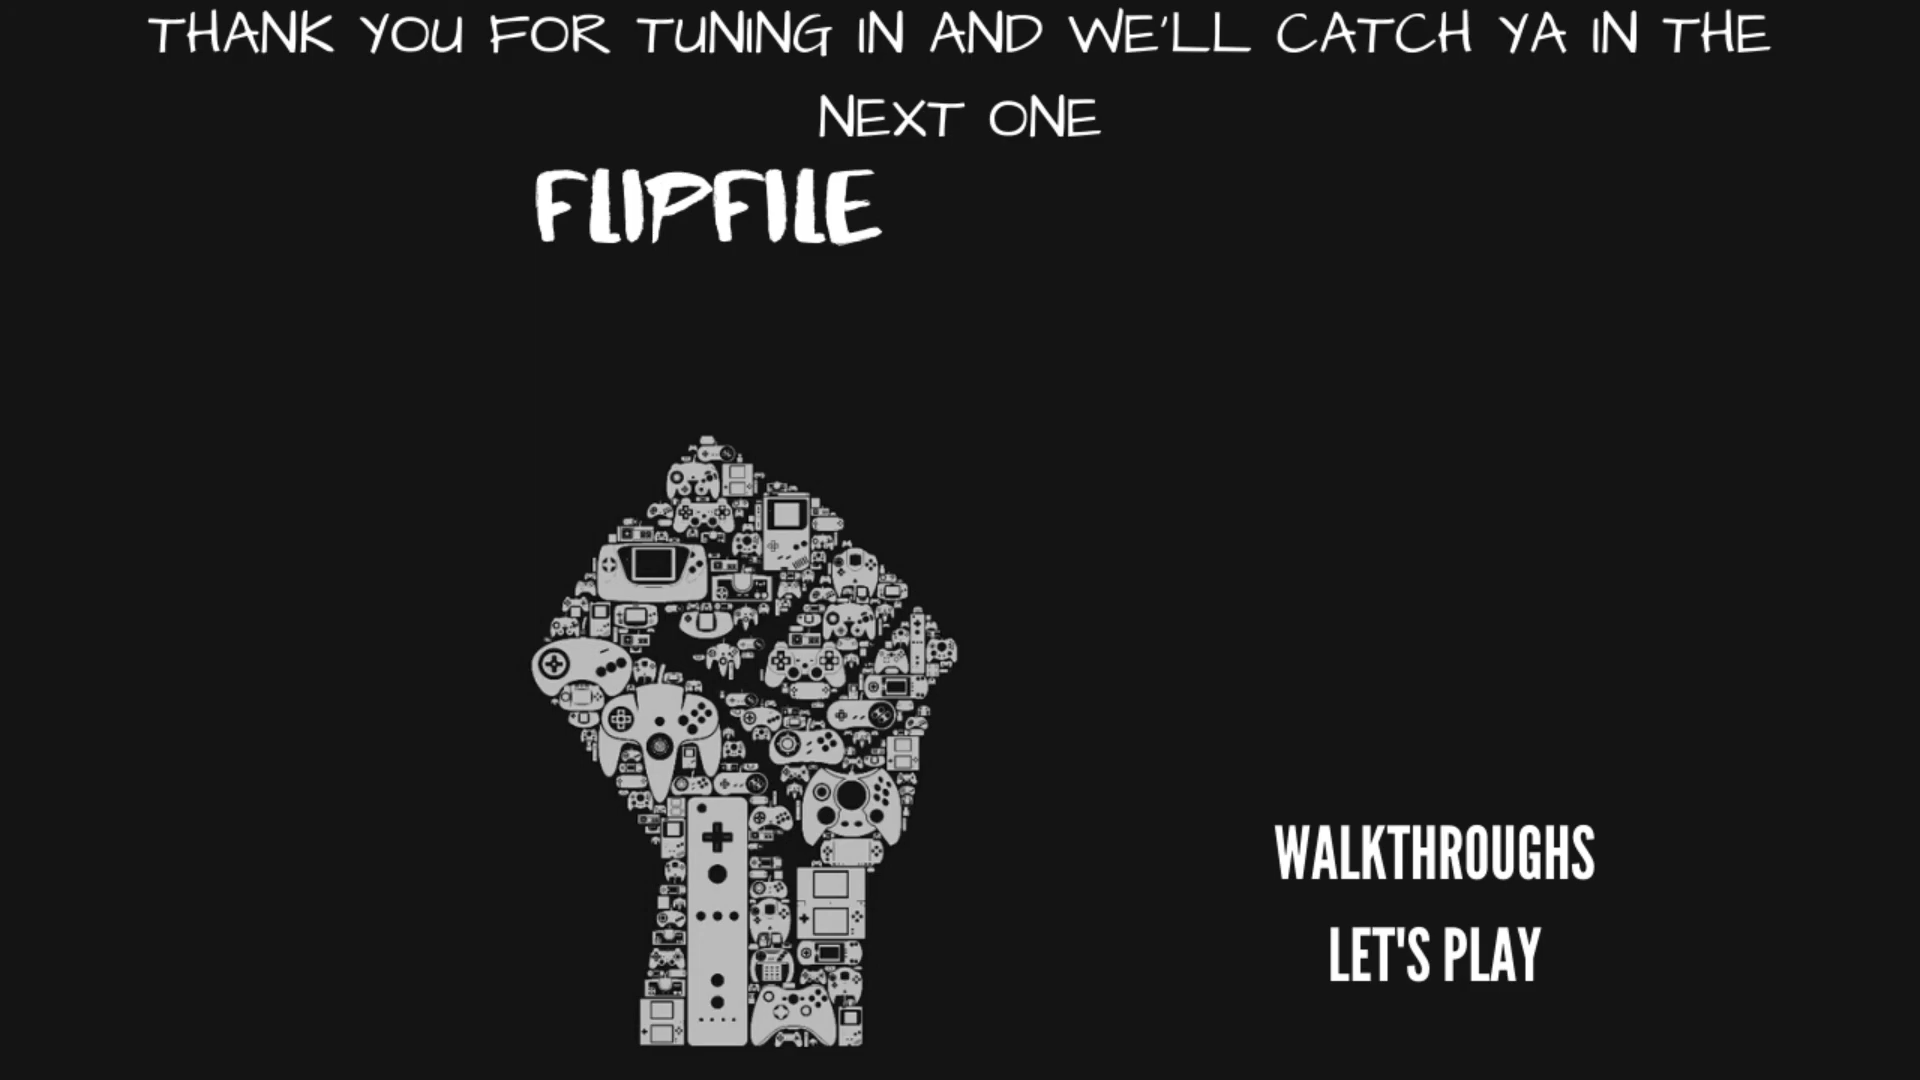 THANK YOU FOR TUNING IN AND WE'LL CATCH YA IN THE
NEXT ONE
FLIPFILE
WALKTHROUGHS
LET'S PLAY